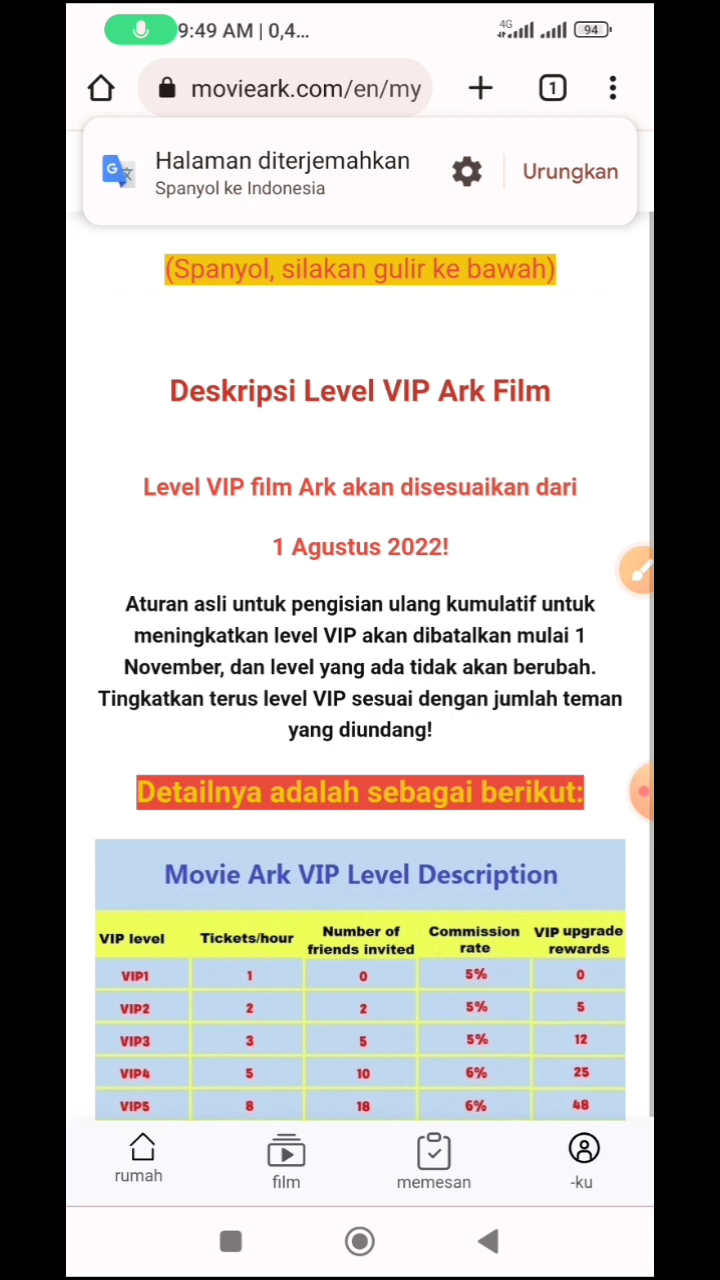 9:49 AM | 0,4...
4G
94
movieark.com/en/my
1
Halaman diterjemahkan
Spanyol ke Indonesia
Urungkan
(Spanyol, silakan gulir ke bawah)
Deskripsi Level VIP Ark Film
Level VIP film Ark akan disesuaikan dari
1 Agustus 2022!
Aturan asli untuk pengisian ulang kumulatif untuk
meningkatkan level VIP akan dibatalkan mulai 1
November, dan level yang ada tidak akan berubah.
Tingkatkan terus level VIP sesuai dengan jumlah teman
yang diundang!
Detailnya adalah sebagai berikut:
Movie Ark VIP Level Description
VIP level Tickets/hour Number of friends invited Commission rate VIP upgrade rewards
VIP1 1 0 5% 0
VIP2 2 2 5% 5
VIP3 3 5 5% 12
VIP4 5 10 6% 25
VIP5 8 18 6% 48
rumah film memesan -ku